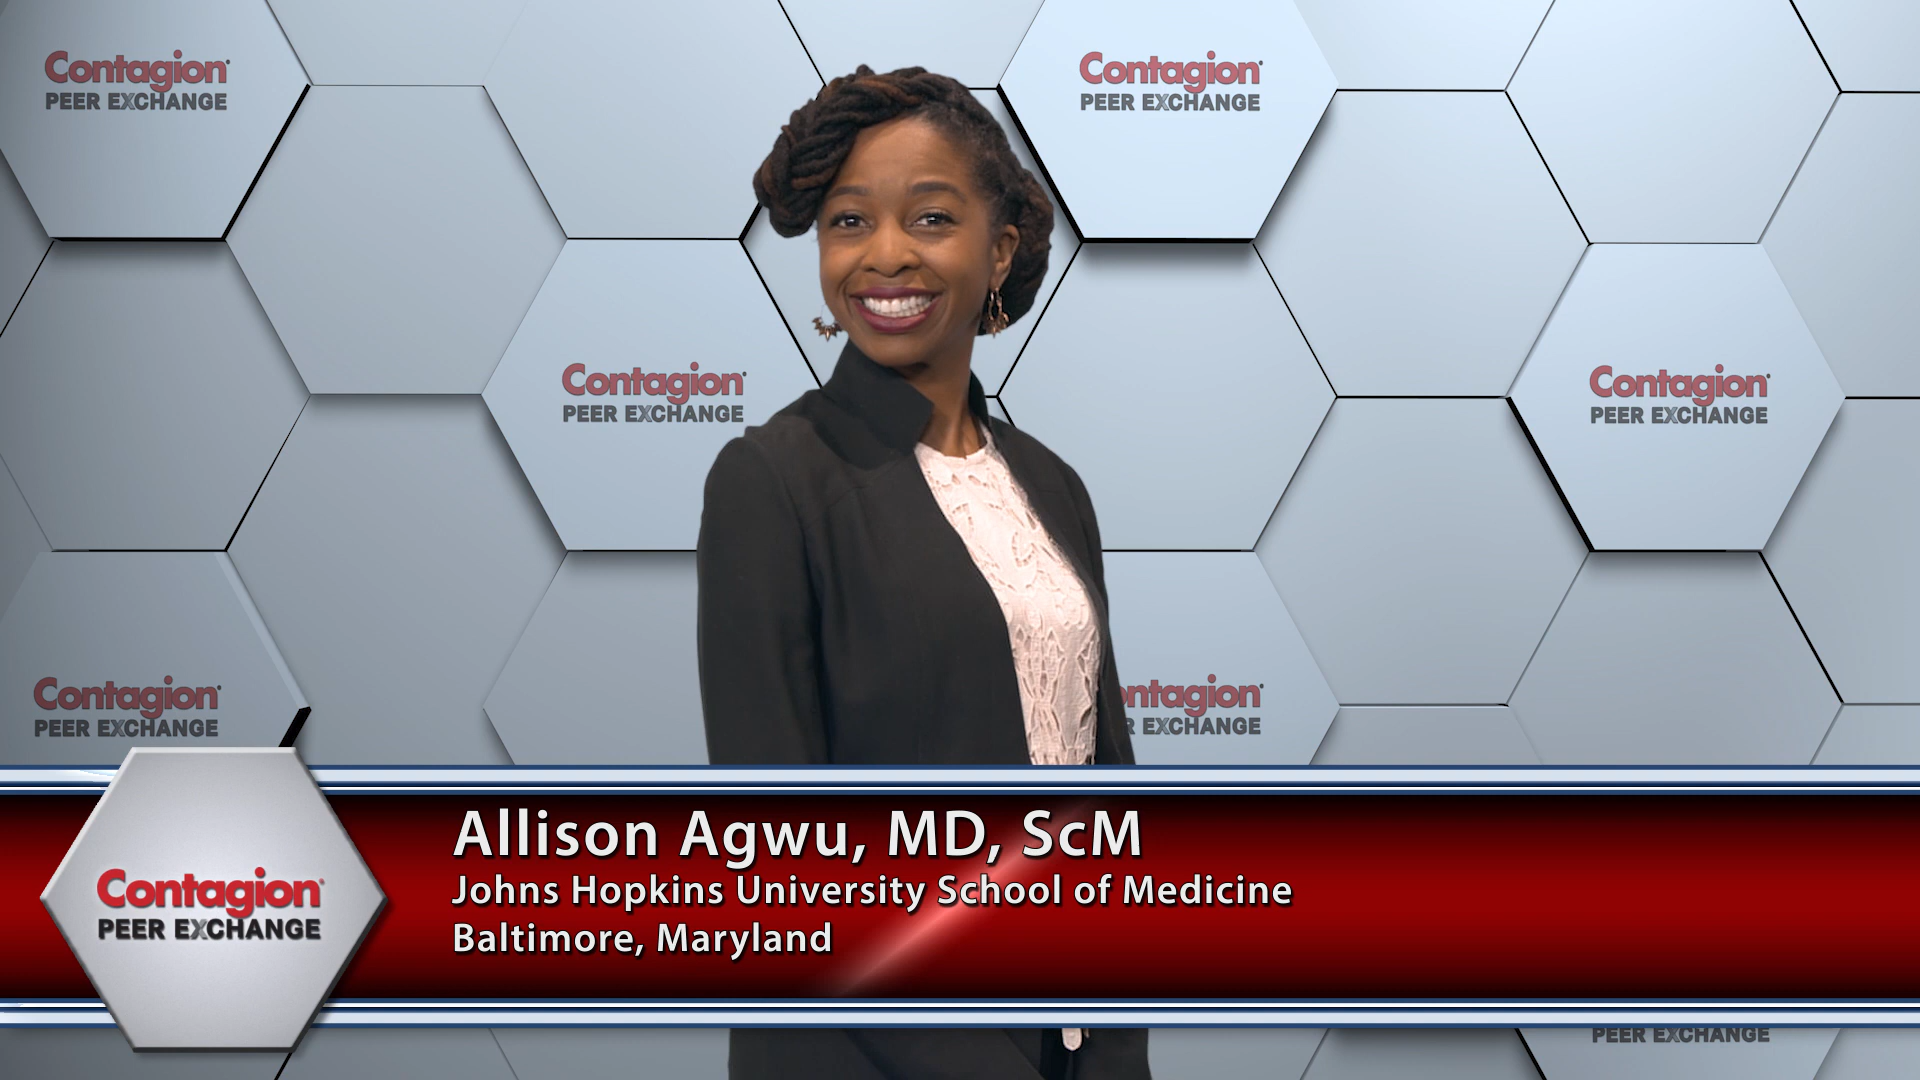 Contagion®
PEER EXCHANGE
Contagion®
PEER EXCHANGE
Contagion®
PEER EXCHANGE
Contagion®
PEER EXCHANGE
Contagion®
PEER EXCHANGE
ntagion®
R EXCHANGE
Allison Agwu, MD, ScM
Johns Hopkins University School of Medicine
Baltimore, Maryland
Contagion®
PEER EXCHANGE
PEER EXCHANGE